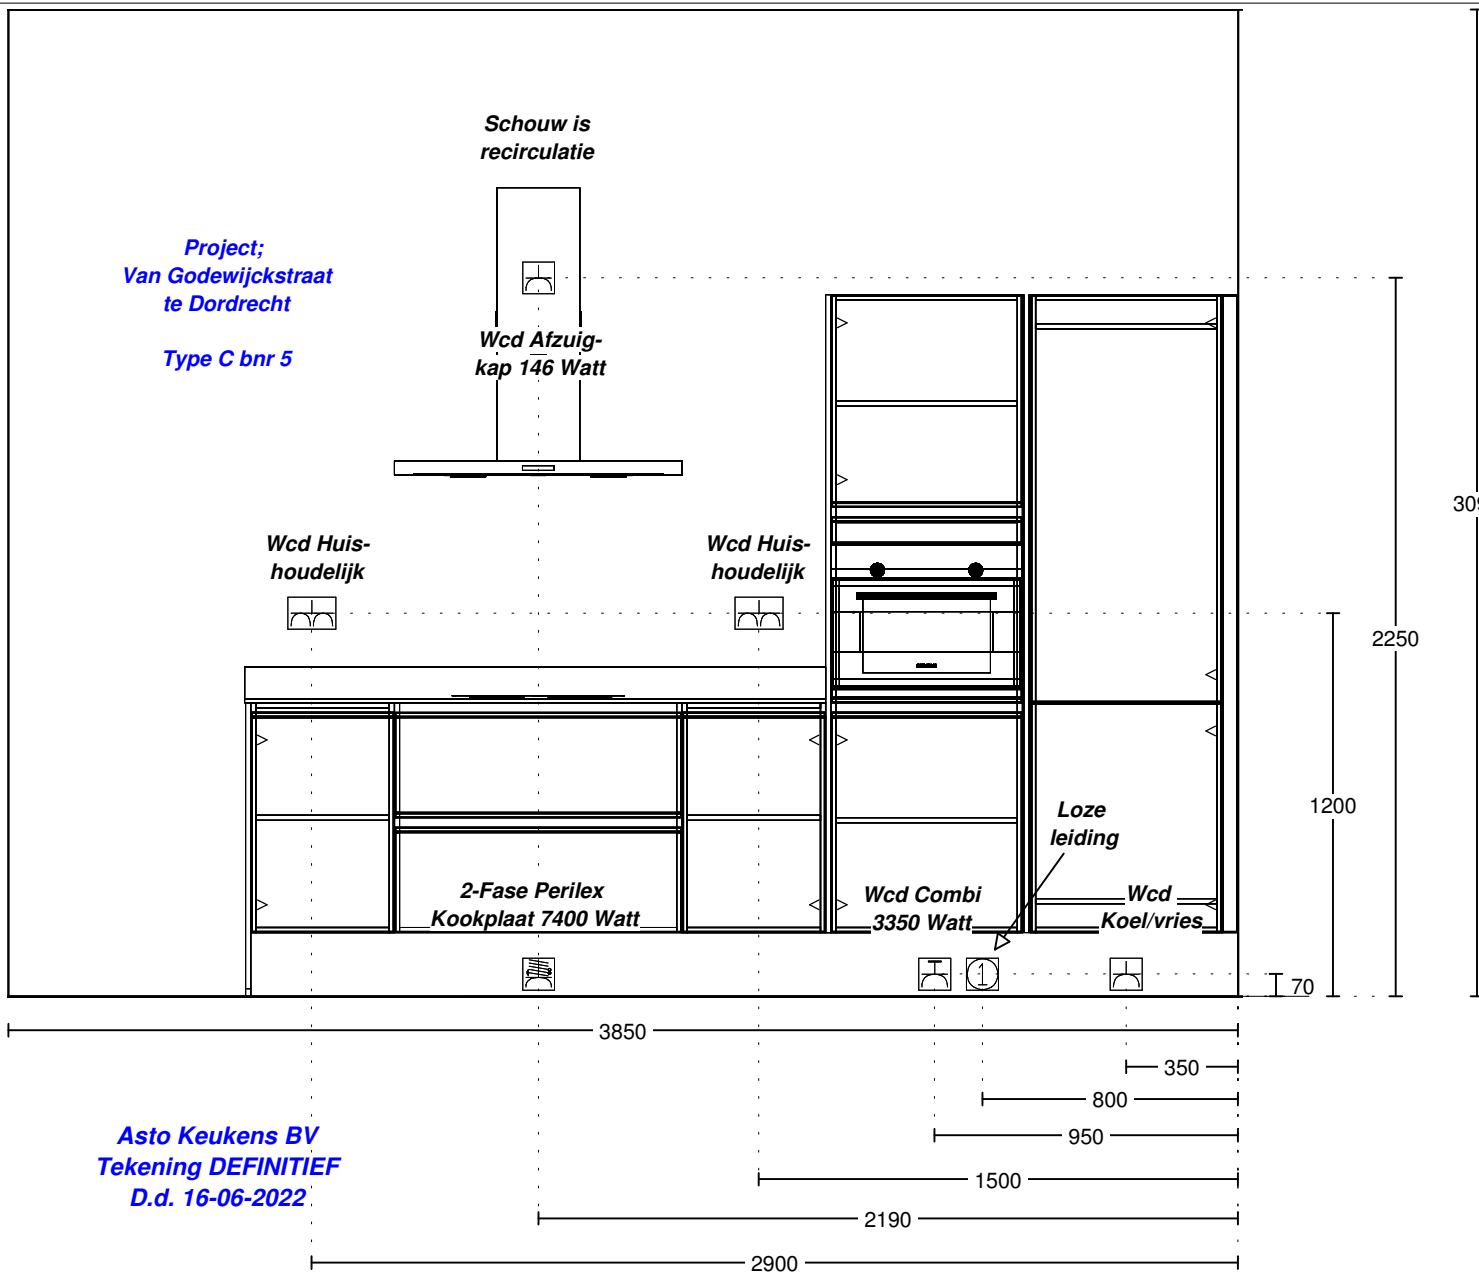 Schouw is
recirculatie
Project;
Van Godewijckstraat
te Dordrecht
Type C bnr 5
Wcd Afzuig-
kap 146 Watt
Wcd Huis-
houdelijk
Wcd Huis-
houdelijk
2250
1200
Loze
leiding
2-Fase Perilex
Kookplaat 7400 Watt
Wcd Combi
3350 Watt
Wcd
Koel/vries
1
70
3850
350
800
950
1500
2190
2900
Asto Keukens BV
Tekening DEFINITIEF
D.d. 16-06-2022